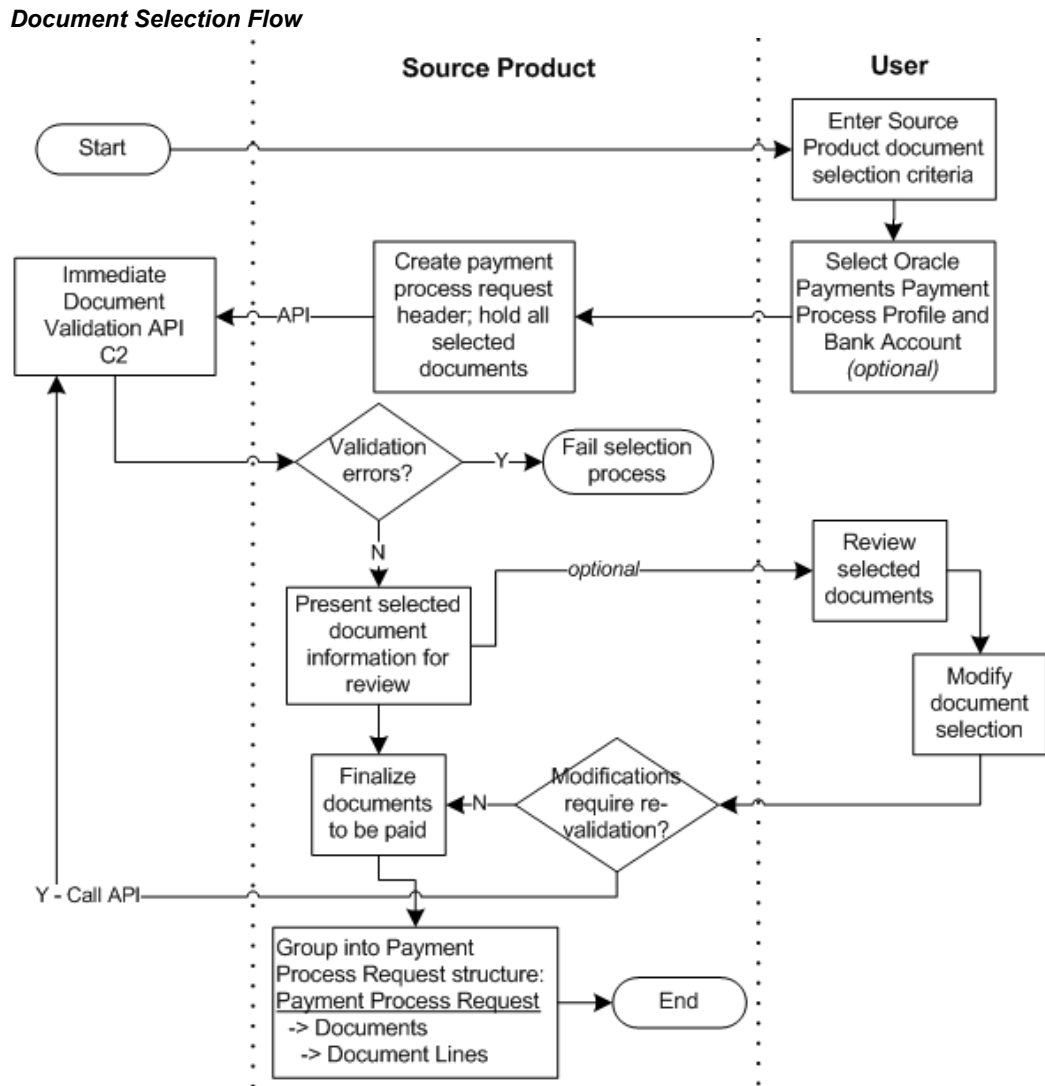 Document Selection Flow
Source Product
User
Start
Enter Source
Product document
selection criteria
Immediate
Document
Validation API
C2
API
Create payment
process request
header; hold all
selected
documents
Select Oracle
Payments Payment
Process Profile and
Bank Account
(optional)
Validation
errors?
Y
Fail selection
process
N
Present selected
document
information for
review
optional
Review
selected
documents
Modify
document
selection
Finalize
documents
to be paid
N
Modifications
require re-
validation?
Y - Call API
Group into Payment
Process Request structure:
Payment Process Request
-> Documents
-> Document Lines
End